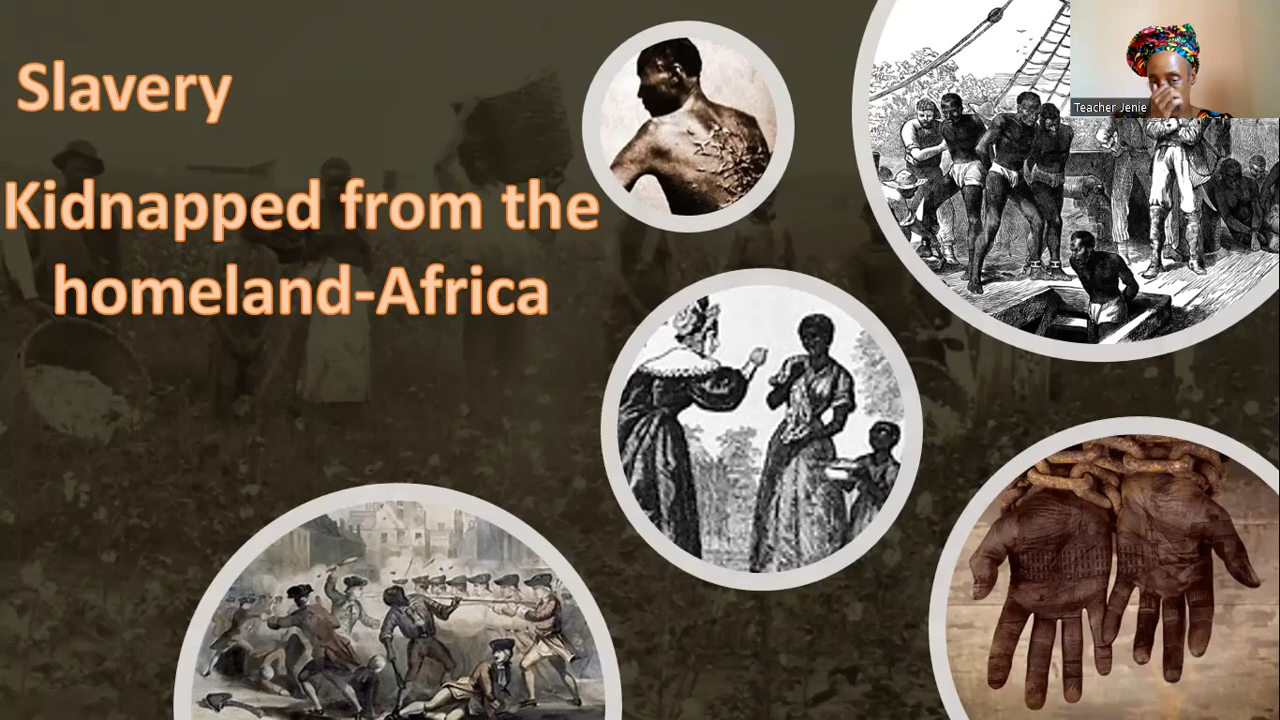 Slavery
Kidnapped from the
homeland-Africa
Teacher Jenie